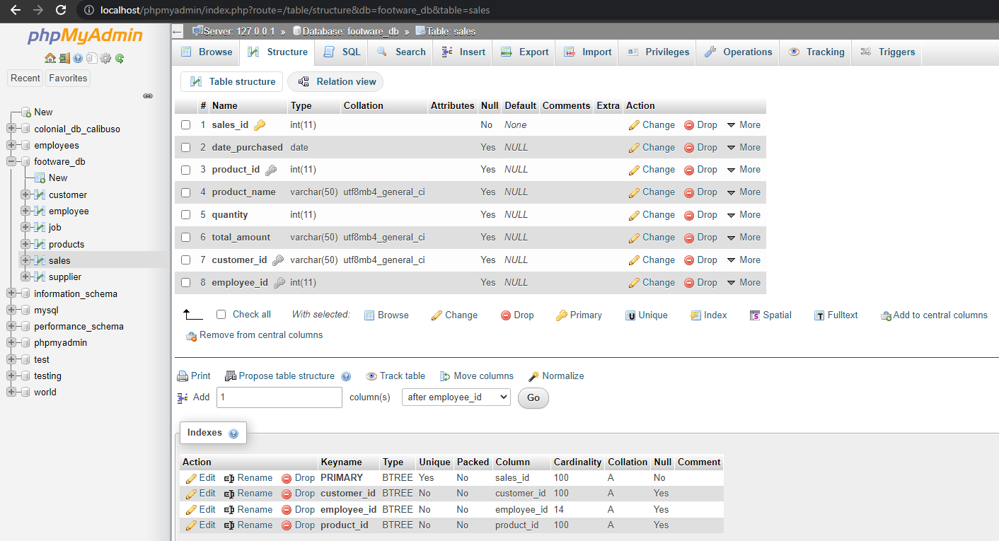 localhost/phpmyadmin/index.php?route=/table/structure&db=footware_db&table=sales
phpMyAdmin
Recent Favorites
New
colonial_db_calibuso
employees
footware_db
New
customer
employee
job
products
sales
supplier
information_schema
mysql
performance_schema
phpmyadmin
test
testing
world
Server: 127.0.0.1 » Database: footware_db » Table: sales
Browse Structure SQL Search Insert Export Import Privileges Operations Tracking Triggers
Table structure Relation view
# Name Type Collation Attributes Null Default Comments Extra Action
1 sales_id int(11) No None Change Drop More
2 date_purchased date Yes NULL Change Drop More
3 product_id int(11) Yes NULL Change Drop More
4 product_name varchar(50) utf8mb4_general_ci Yes NULL Change Drop More
5 quantity int(11) Yes NULL Change Drop More
6 total_amount varchar(50) utf8mb4_general_ci Yes NULL Change Drop More
7 customer_id varchar(50) utf8mb4_general_ci Yes NULL Change Drop More
8 employee_id int(11) Yes NULL Change Drop More
Check all With selected: Browse Change Drop Primary Unique Index Spatial Fulltext Add to central columns
Remove from central columns
Print Propose table structure Track table Move columns Normalize
Add 1 column(s) after employee_id Go
Indexes
Action Keyname Type Unique Packed Column Cardinality Collation Null Comment
Edit Rename Drop PRIMARY BTREE Yes No sales_id 100 A No
Edit Rename Drop customer_id BTREE No No customer_id 100 A Yes
Edit Rename Drop employee_id BTREE No No employee_id 14 A Yes
Edit Rename Drop product_id BTREE No No product_id 100 A Yes